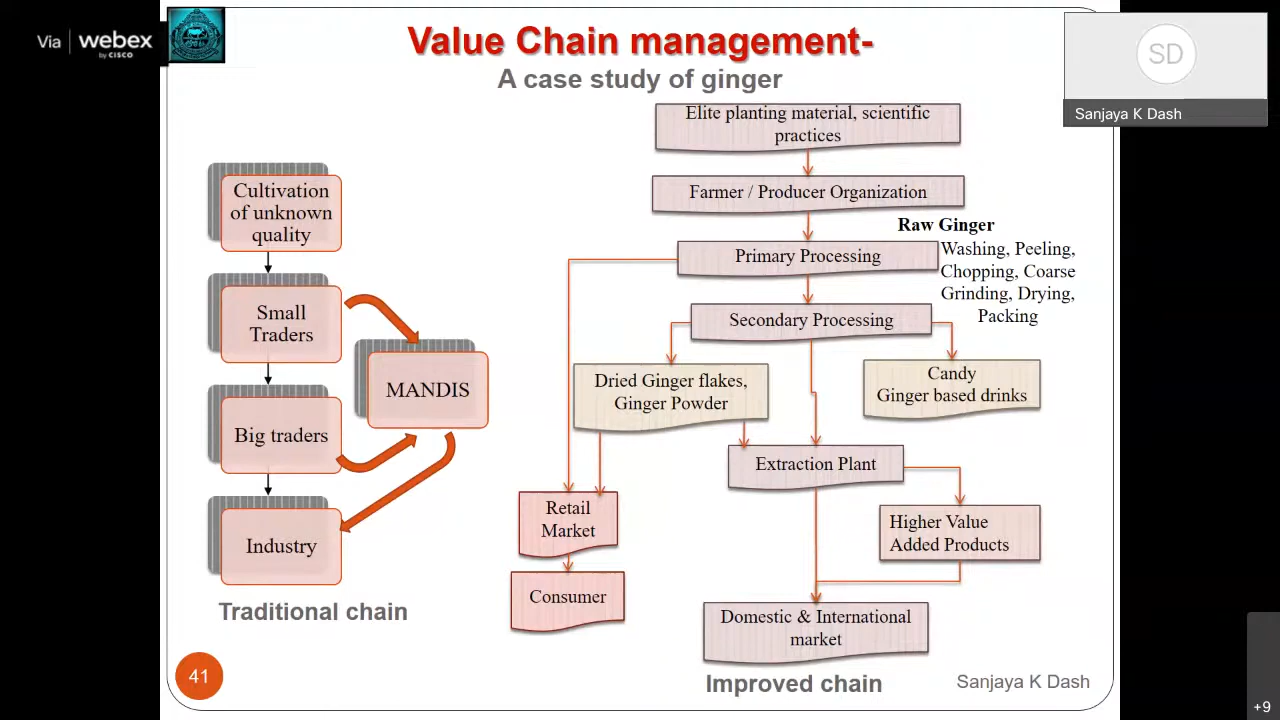 Via webex
by CISCO
Value Chain management-
A case study of ginger
SD
Sanjaya K Dash
Cultivation
of unknown
quality
Small
Traders
MANDIS
Big traders
Industry
Traditional chain
Elite planting material, scientific
practices
Farmer / Producer Organization
Raw Ginger
Primary Processing
Washing, Peeling,
Chopping, Coarse
Grinding, Drying,
Packing
Secondary Processing
Dried Ginger flakes,
Ginger Powder
Candy
Ginger based drinks
Extraction Plant
Retail
Market
Higher Value
Added Products
Consumer
Domestic & International
market
Improved chain
41
Sanjaya K Dash
+9